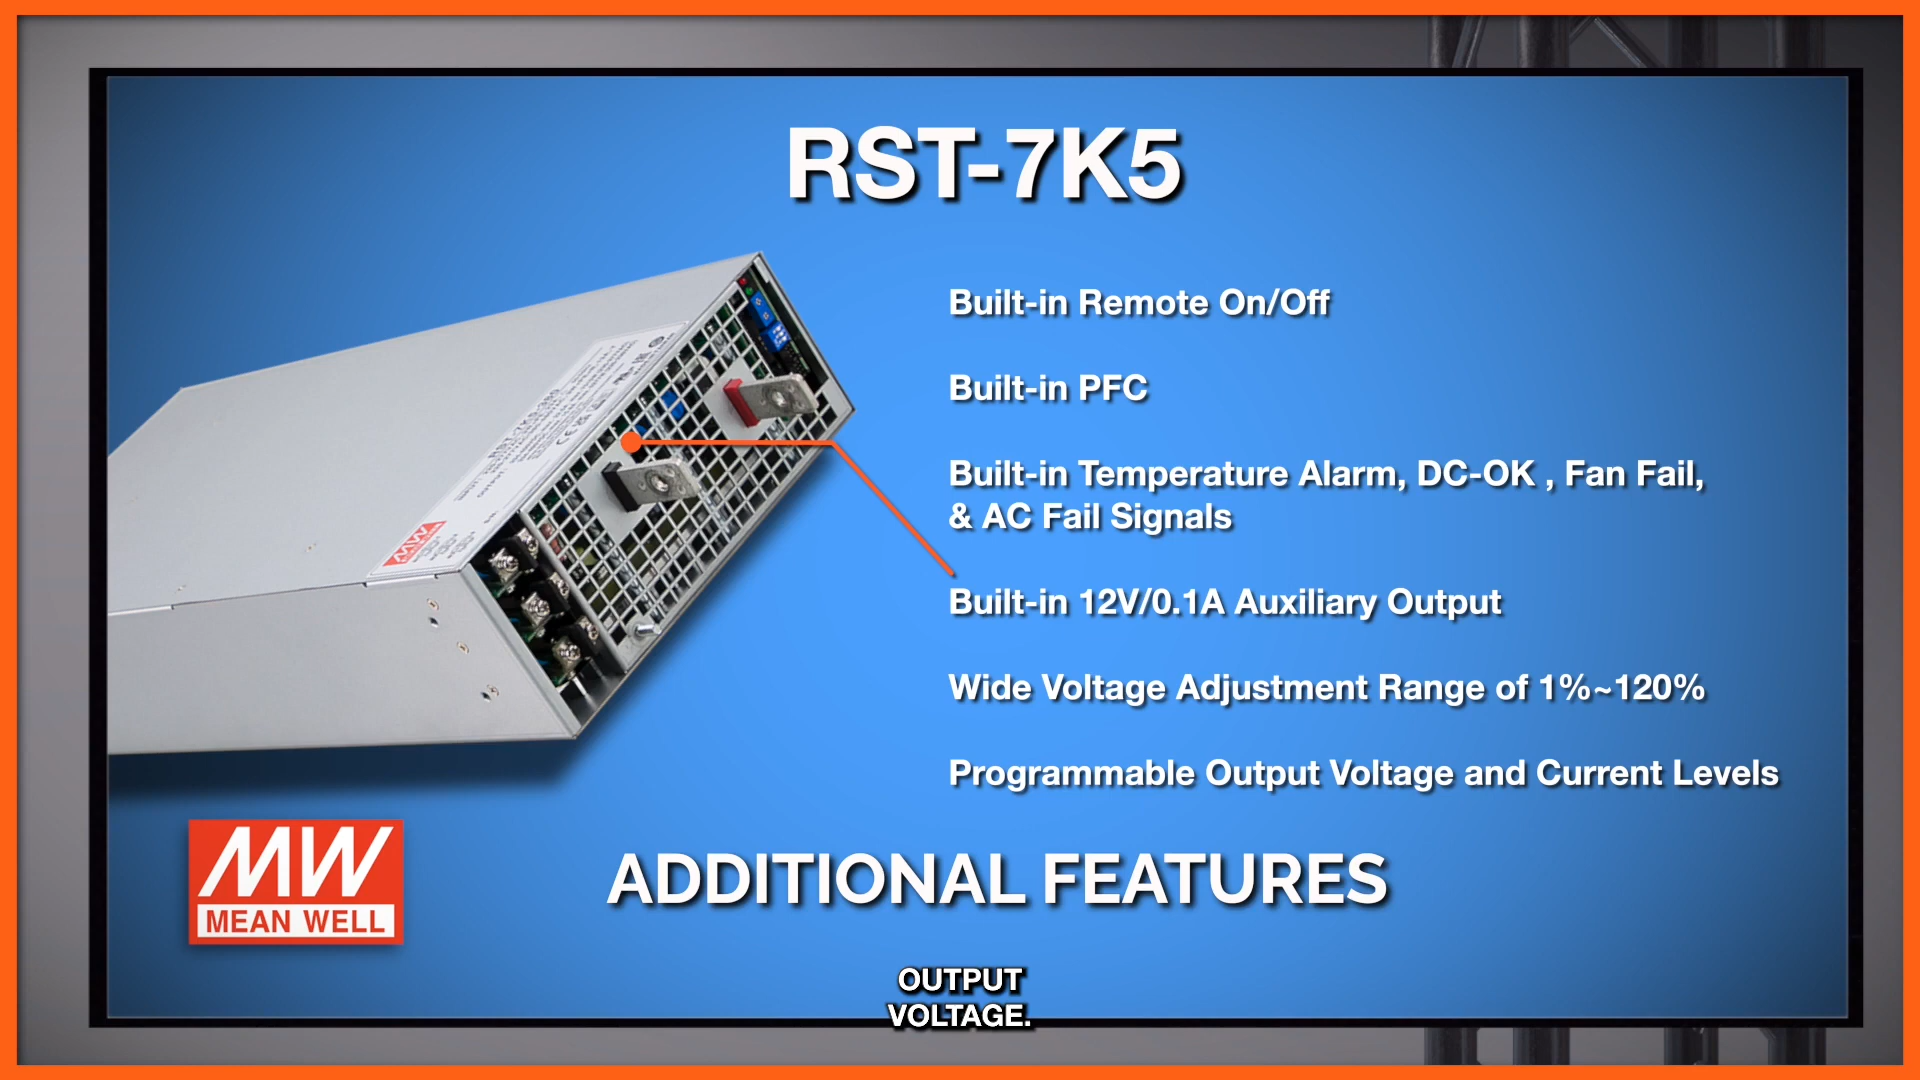 RST-7K5
Built-in Remote On/Off
Built-in PFC
Built-in Temperature Alarm, DC-OK , Fan Fail,
& AC Fail Signals
Built-in 12V/0.1A Auxiliary Output
Wide Voltage Adjustment Range of 1%~120%
Programmable Output Voltage and Current Levels
MW
MW
MEAN WELL
ADDITIONAL FEATURES
OUTPUT
VOLTAGE.